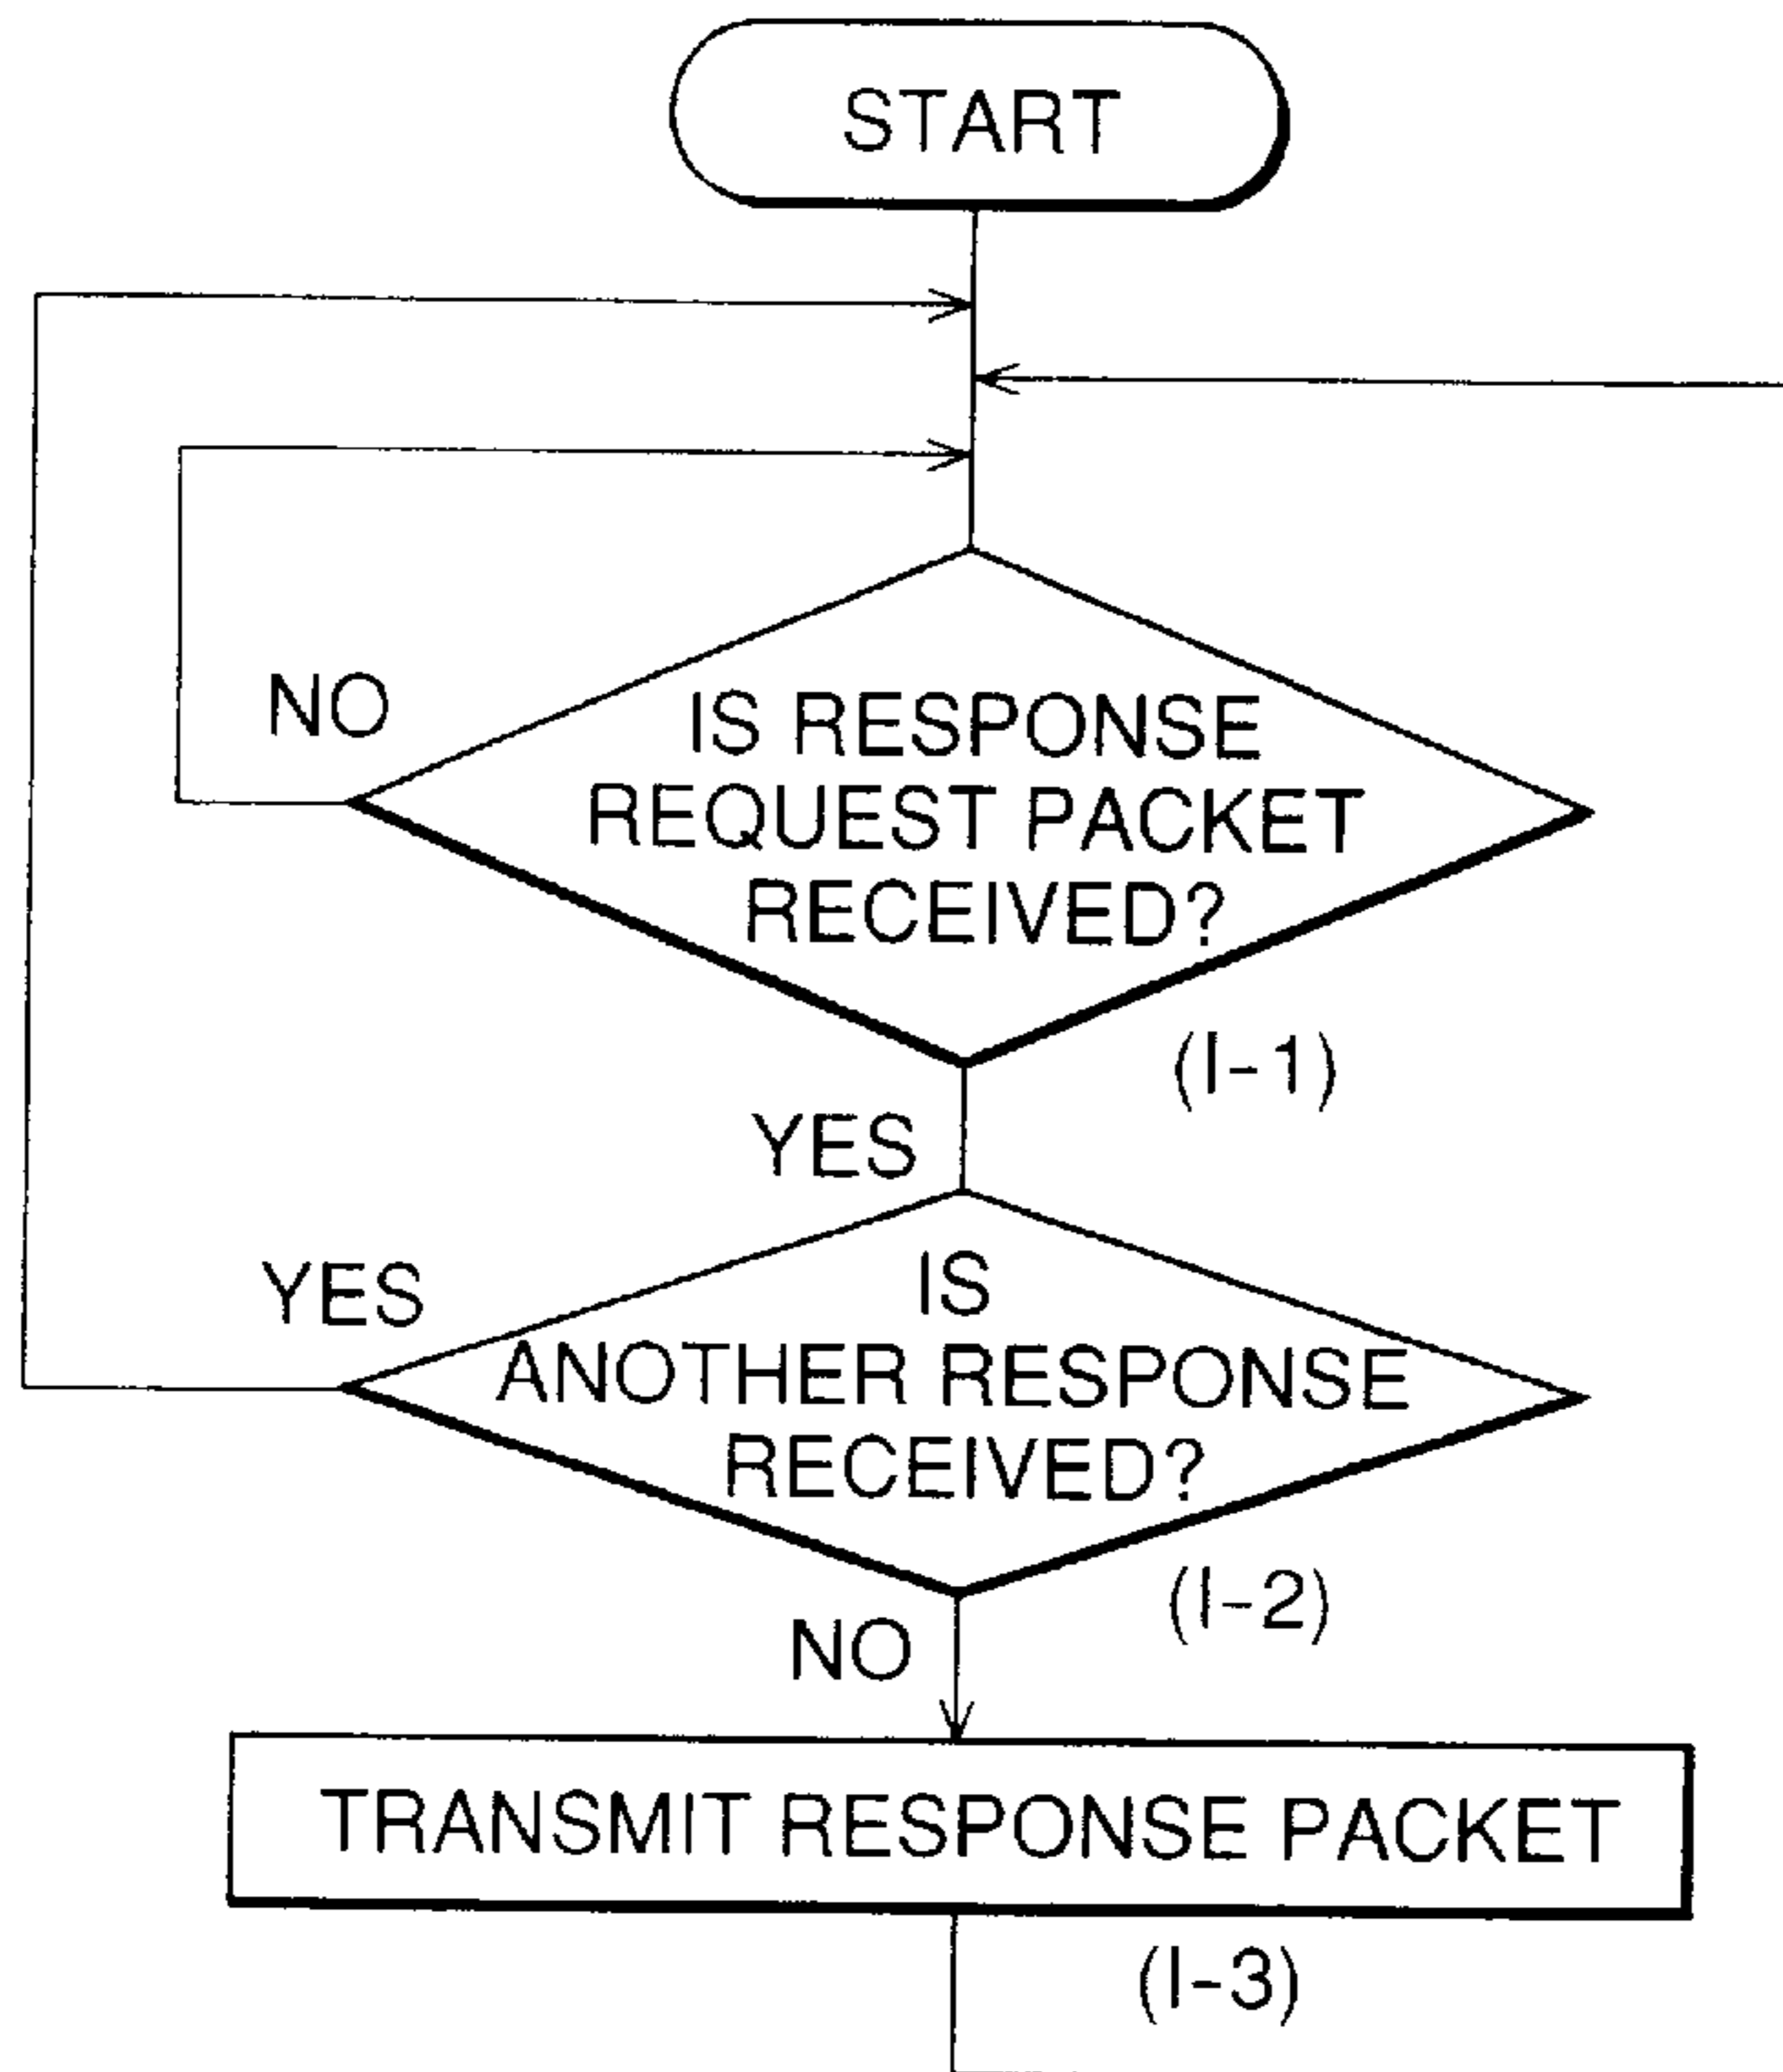 START
NO
IS RESPONSE
REQUEST PACKET
RECEIVED?
(I-1)
YES
YES
IS
ANOTHER RESPONSE
RECEIVED?
(I-2)
NO
TRANSMIT RESPONSE PACKET
(I-3)